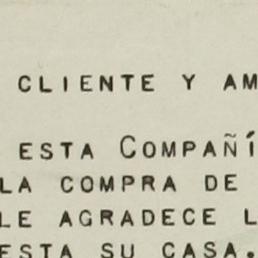 CLIENTE Y AM
ESTA COMPAÑÍ
LA COMPRA DE
LE AGRADECE L
ESTA SU CASA.